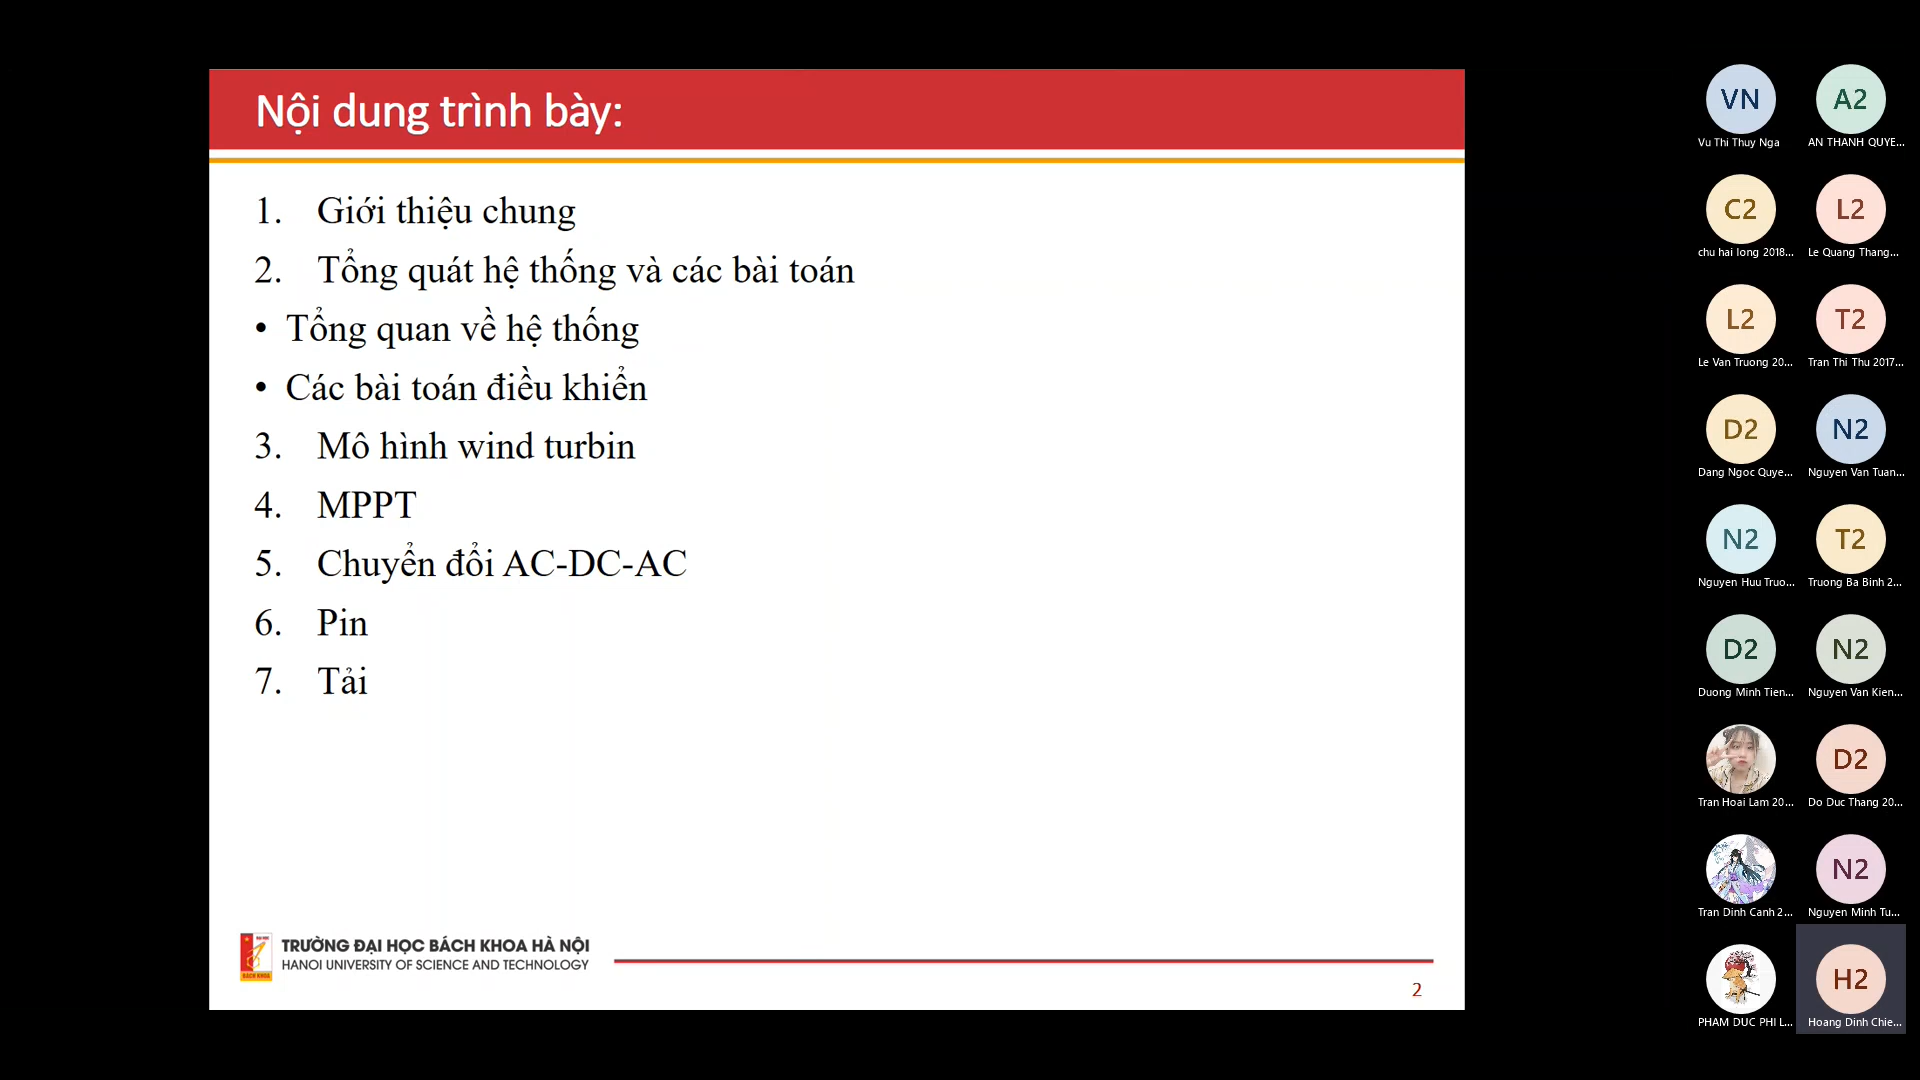 Nội dung trình bày:
1. Giới thiệu chung
2. Tổng quát hệ thống và các bài toán
• Tổng quan về hệ thống
• Các bài toán điều khiển
3. Mô hình wind turbin
4. MPPT
5. Chuyển đổi AC-DC-AC
6. Pin
7. Tải
TRƯỜNG ĐẠI HỌC BÁCH KHOA HÀ NỘI
HANOI UNIVERSITY OF SCIENCE AND TECHNOLOGY
2
VN A2
Vu Thi Thuy Nga AN THANH QUYE...
C2 L2
chu hai long 2018... Le Quang Thang...
L2 T2
Le Van Truong 20... Tran Thi Thu 2017...
D2 N2
Dang Ngoc Quye... Nguyen Van Tuan...
N2 T2
Nguyen Huu Truo... Truong Ba Binh 2...
D2 N2
Duong Minh Tien... Nguyen Van Kien...
D2
Tran Hoai Lam 20... Do Duc Thang 20...
N2
Tran Dinh Canh 2... Nguyen Minh Tu...
H2
PHAM DUC PHI L... Hoang Dinh Chie...